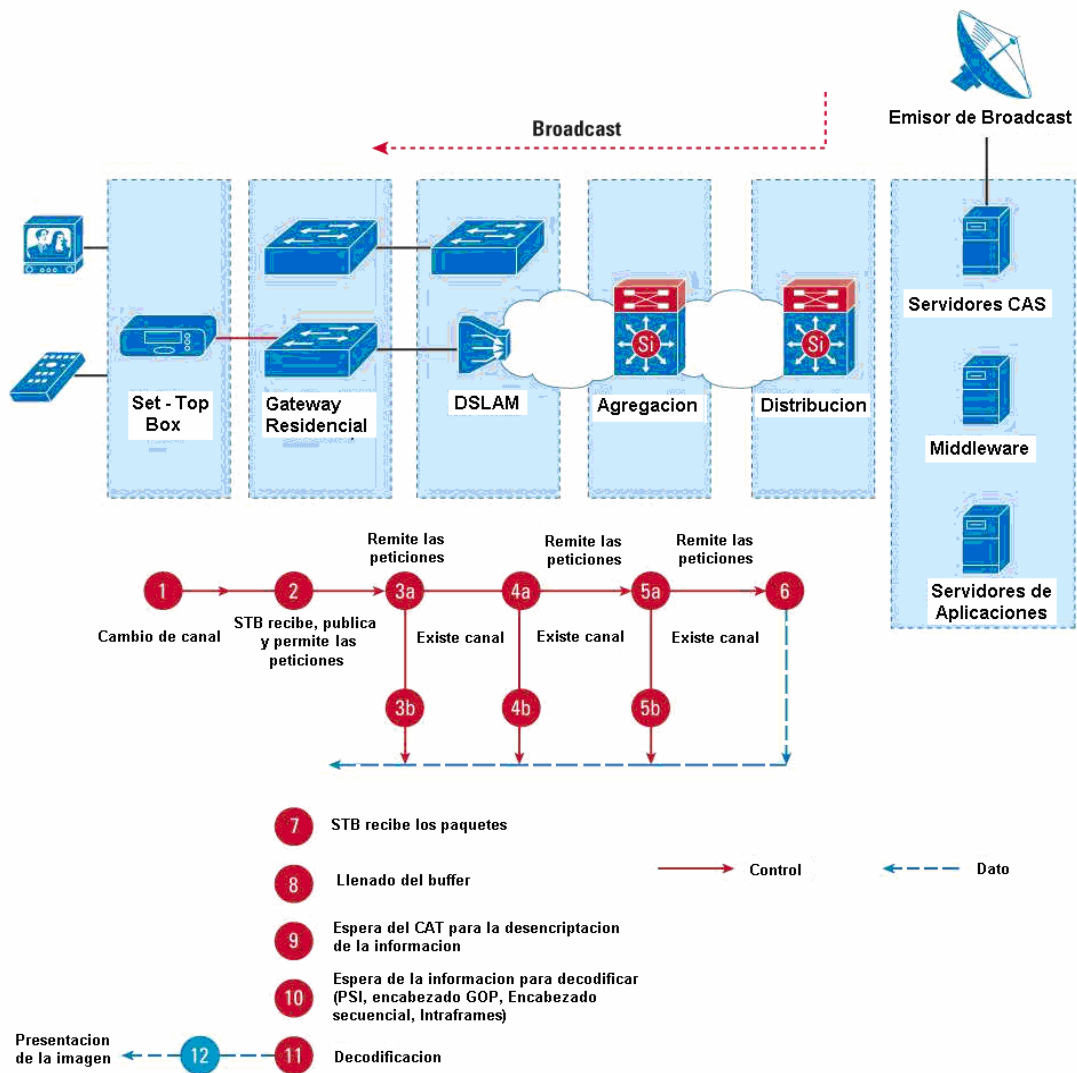 Emisor de Broadcast
Broadcast
Servidores CAS
Si
Si
Set - Top
Box
Gateway
Residencial
DSLAM
Agregacion
Distribucion
Middleware
Servidores de
Aplicaciones
Remite las
peticiones
Remite las
peticiones
Remite las
peticiones
1
2
3a
4a
5a
6
Cambio de canal
STB recibe, publica
y permite las
peticiones
Existe canal
Existe canal
Existe canal
3b
4b
5b
7
STB recibe los paquetes
8
Llenado del buffer
Control
Dato
9
Espera del CAT para la desencriptacion
de la informacion
10
Espera de la informacion para decodificar
(PSI, encabezado GOP, Encabezado
secuencial, Intraframes)
Presentacion
de la imagen
12
11
Decodificacion